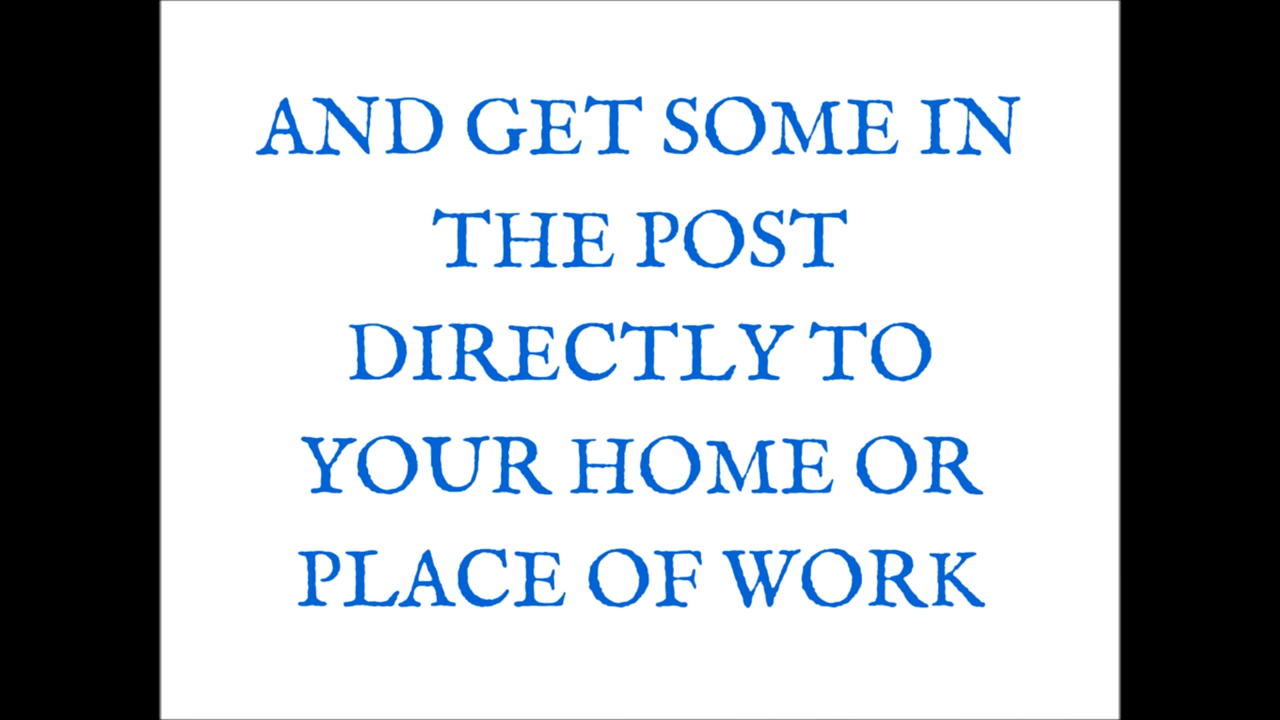 AND GET SOME IN
THE POST
DIRECTLY TO
YOUR HOME OR
PLACE OF WORK